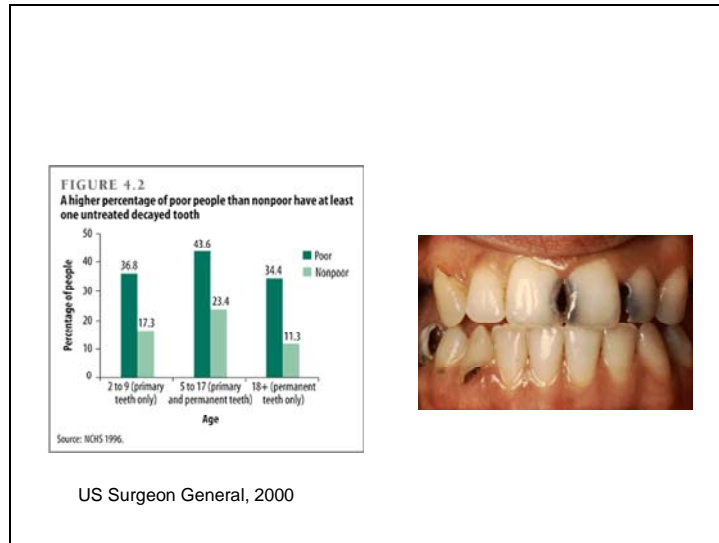 FIGURE 4.2
A higher percentage of poor people than nonpoor have at least
one untreated decayed tooth
Percentage of people
50
40
30
20
10
0
36.8
17.3
43.6
23.4
34.4
11.3
Poor
Nonpoor
2 to 9 (primary
teeth only)
5 to 17 (primary
and permanent teeth)
18+ (permanent
teeth only)
Age
Source: NCHS 1996.
US Surgeon General, 2000